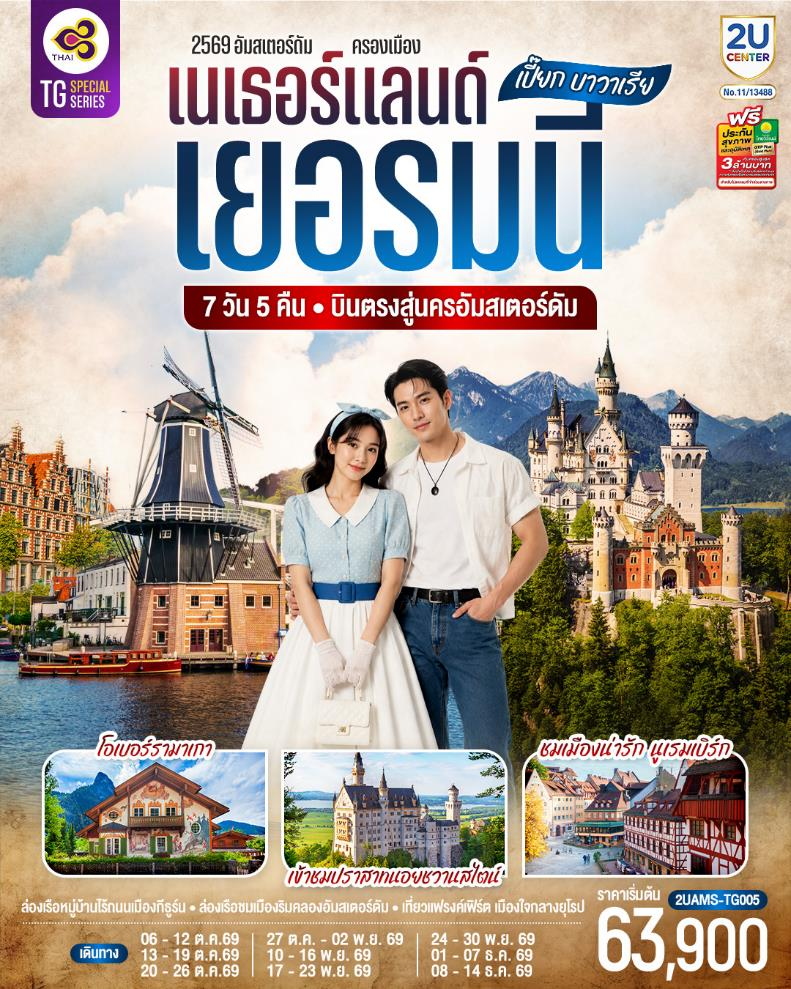 THAI
TG SPECIAL SERIES
2U CENTER
No.11/13488
ฟรี
ประกัน
สุขภาพ
3 ล้านบาท
2569 อัมสเตอร์ดัม ครองเมือง
เนเธอร์แลนด์
เปี๊ยก บาวาเรีย
เยอรมนี
7 วัน 5 คืน • บินตรงสู่นครอัมสเตอร์ดัม
โอเบอร์รามาเกา
เข้าชมปราสาทนอยชวานสไตน์
ชมเมืองน่ารัก นูเรมเบิร์ก
ล่องเรือหมู่บ้านไร้ถนนเมืองกีธูร์น • ล่องเรือชมเมืองริมคลองอัมสเตอร์ดัม • เที่ยวแฟรงค์เฟิร์ต เมืองใจกลางยุโรป
ราคาเริ่มต้น 2UAMS-TG005
63,900
เดินทาง
06 - 12 ต.ค.69
13 - 19 ต.ค.69
20 - 26 ต.ค.69
27 ต.ค. - 02 พ.ย. 69
10 - 16 พ.ย. 69
17 - 23 พ.ย. 69
24 - 30 พ.ย. 69
01 - 07 ธ.ค. 69
08 - 14 ธ.ค. 69